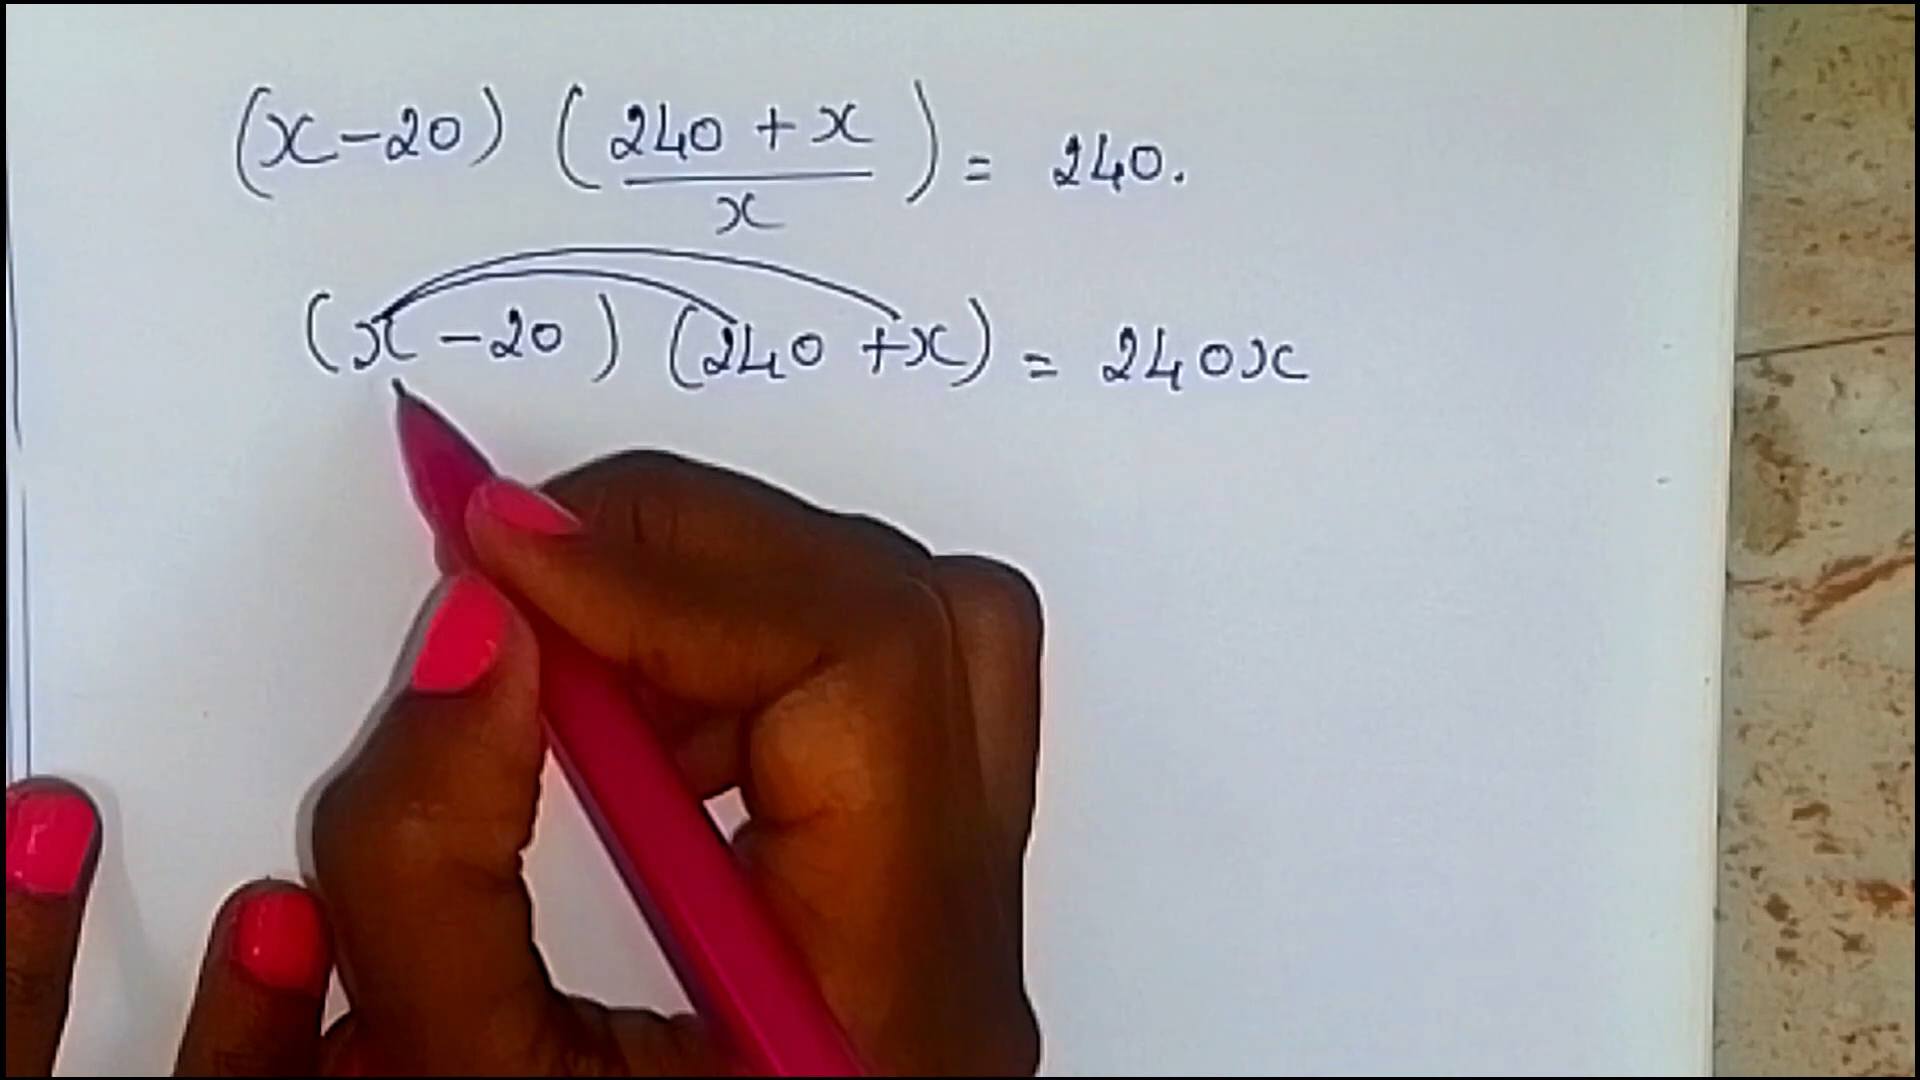 (x-20) (240+x/x) = 240.
(x-20) (240+x) = 240x